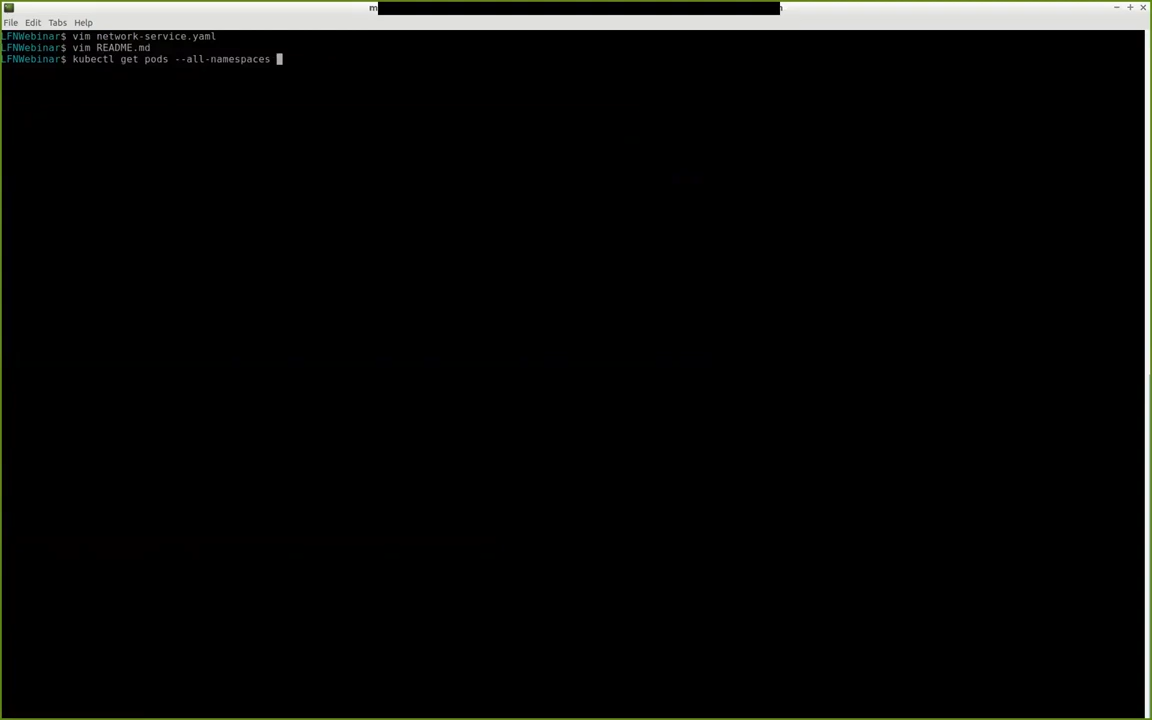 m
File Edit Tabs Help
LFNWebinar$ vim network-service.yaml
LFNWebinar$ vim README.md
LFNWebinar$ kubectl get pods --all-namespaces